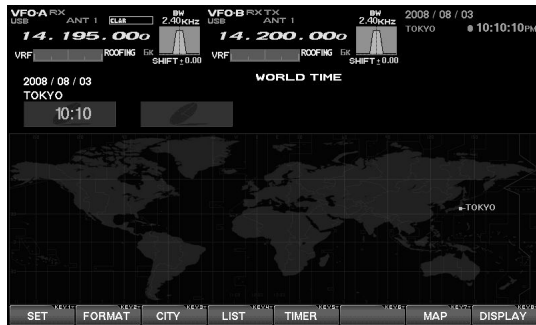 VFO-A RX
USB ANT 1 CLAR
BW
2.40KHz
14.195.000
VRF ROOFING 6K
SHIFT±0.00
VFO-B RXTX
USB ANT 1
BW
2.40KHz
14.200.000
VRF ROOFING 6K
SHIFT±0.00
2008 / 08 / 03
TOKYO 10:10:10PM
WORLD TIME
2008 / 08 / 03
TOKYO
10:10
TOKYO
SET FORMAT CITY LIST TIMER MAP DISPLAY